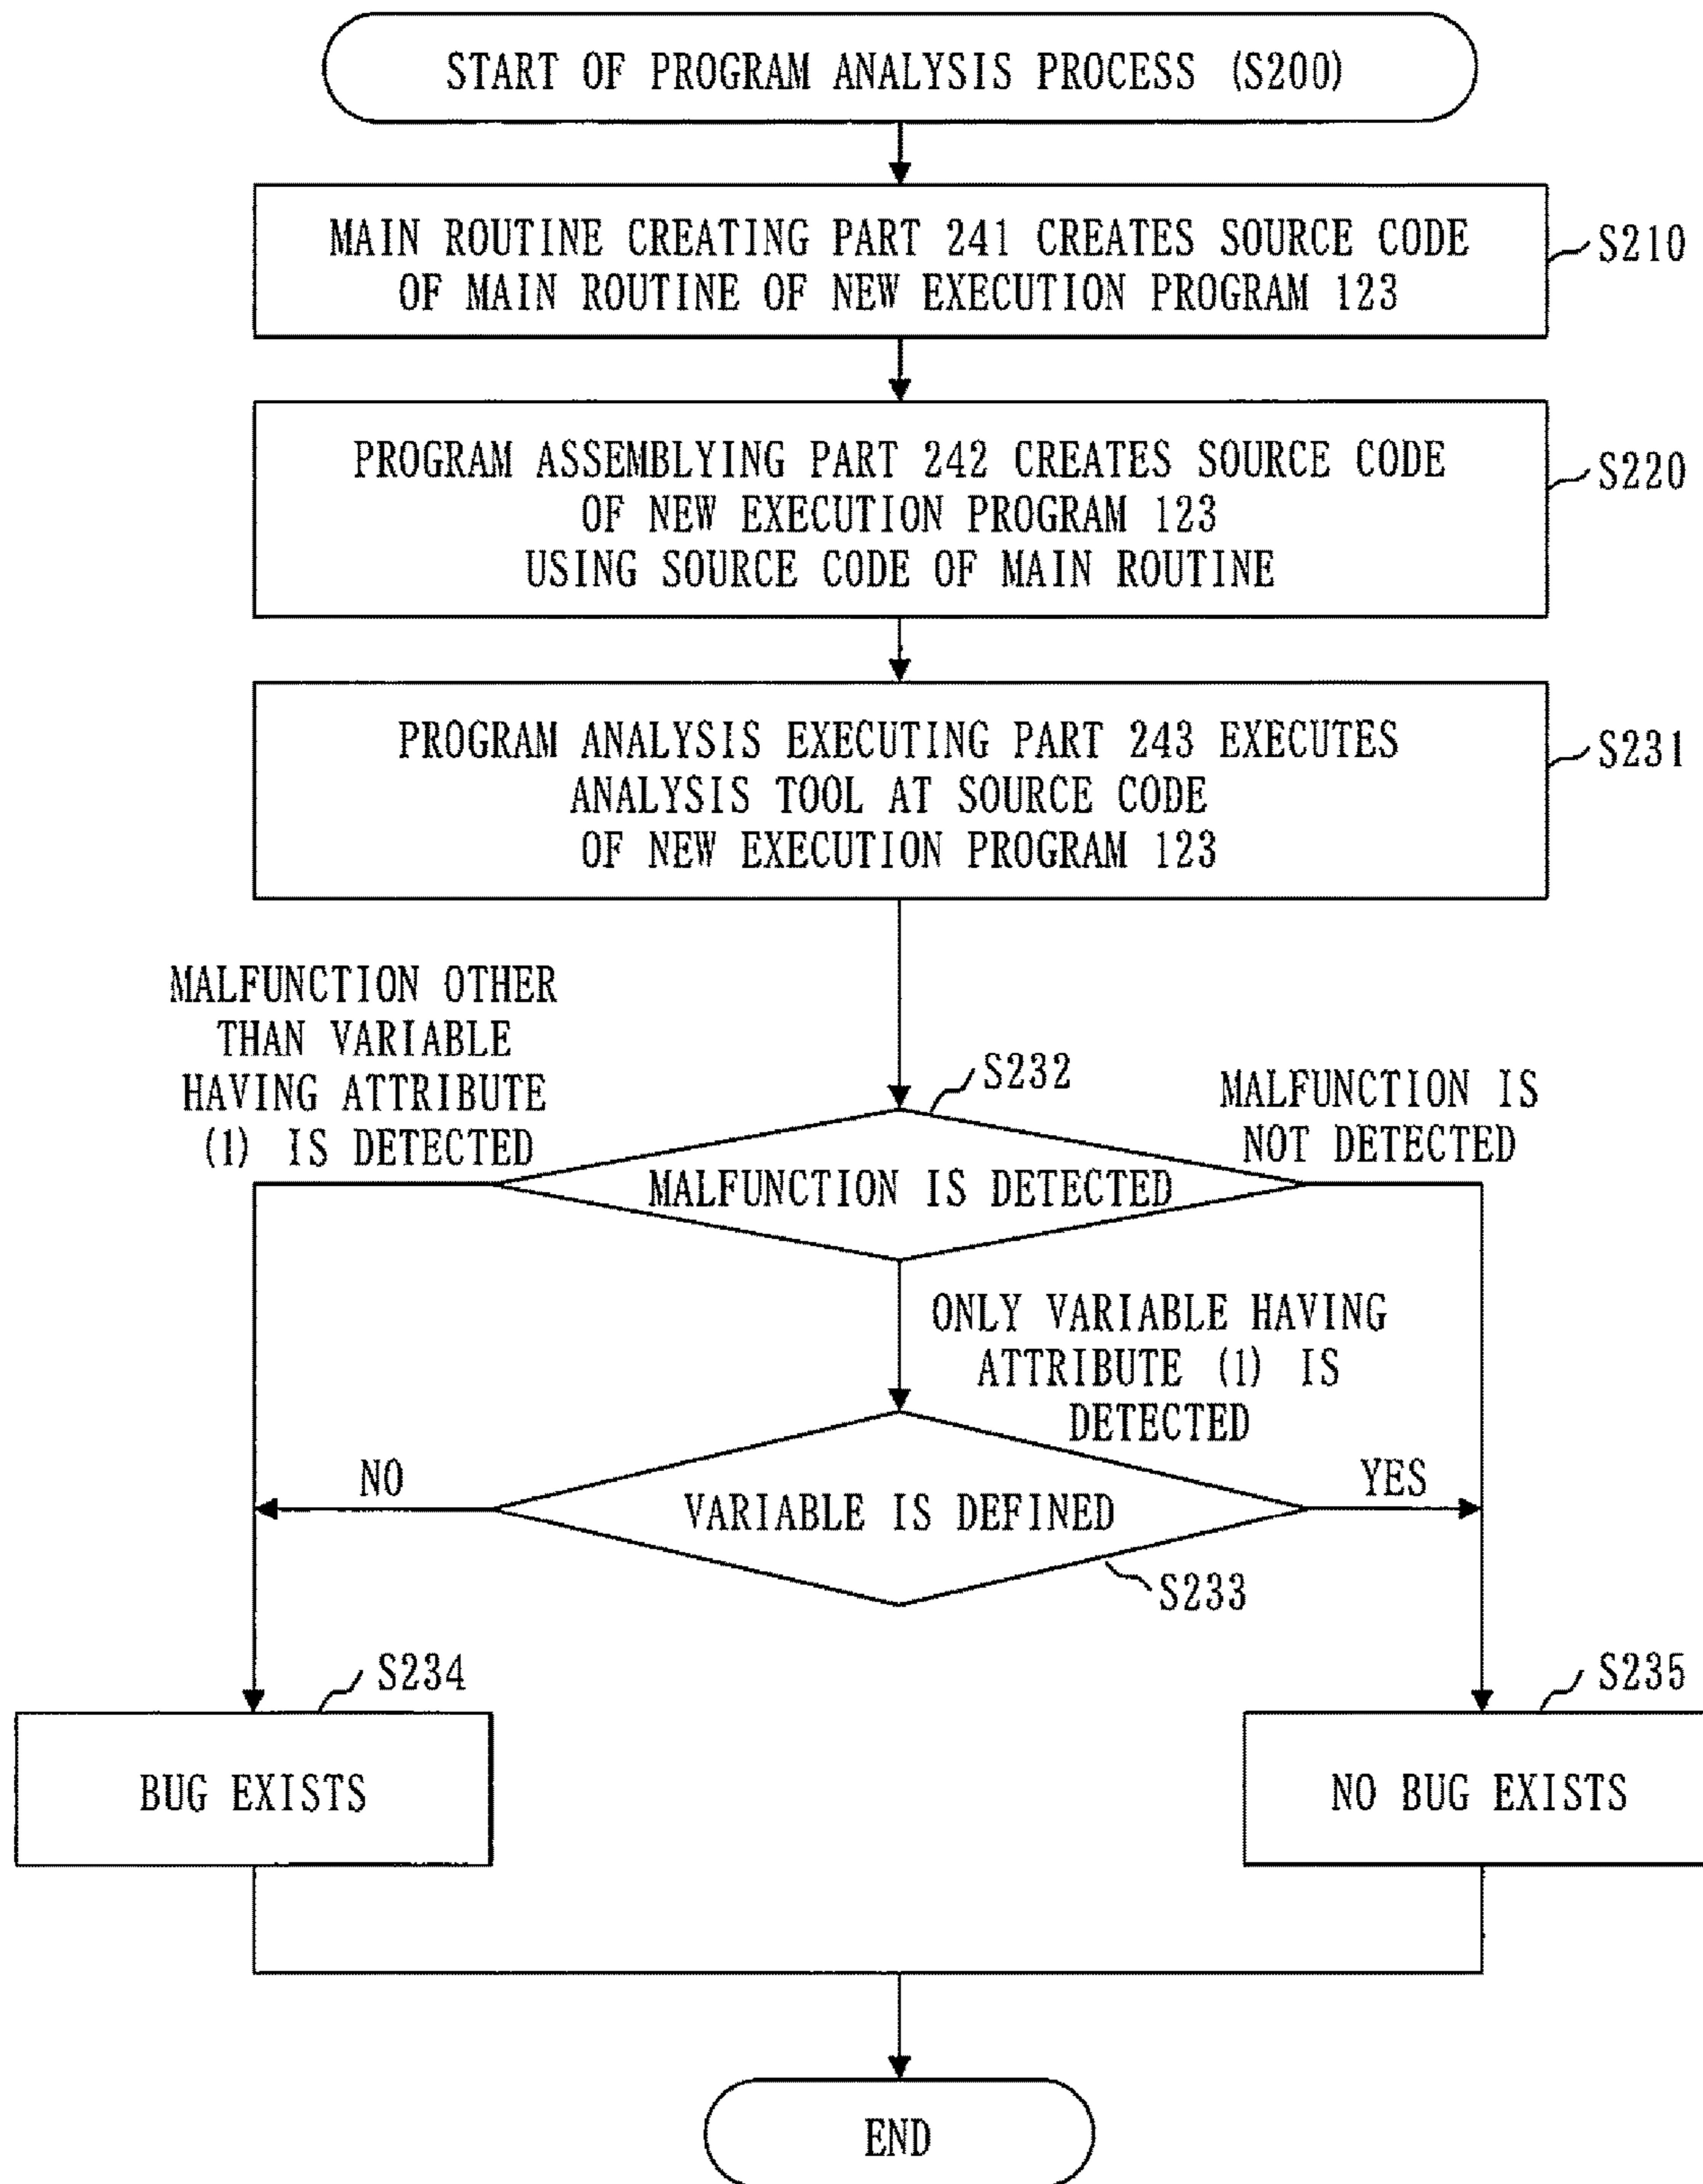 START OF PROGRAM ANALYSIS PROCESS (S200)
MAIN ROUTINE CREATING PART 241 CREATES SOURCE CODE
OF MAIN ROUTINE OF NEW EXECUTION PROGRAM 123
S210
PROGRAM ASSEMBLYING PART 242 CREATES SOURCE CODE
OF NEW EXECUTION PROGRAM 123
USING SOURCE CODE OF MAIN ROUTINE
S220
PROGRAM ANALYSIS EXECUTING PART 243 EXECUTES
ANALYSIS TOOL AT SOURCE CODE
OF NEW EXECUTION PROGRAM 123
S231
MALFUNCTION OTHER
THAN VARIABLE
HAVING ATTRIBUTE
(1) IS DETECTED
S232
MALFUNCTION IS
NOT DETECTED
MALFUNCTION IS DETECTED
ONLY VARIABLE HAVING
ATTRIBUTE (1) IS
DETECTED
NO
YES
VARIABLE IS DEFINED
S233
S234
S235
BUG EXISTS
NO BUG EXISTS
END